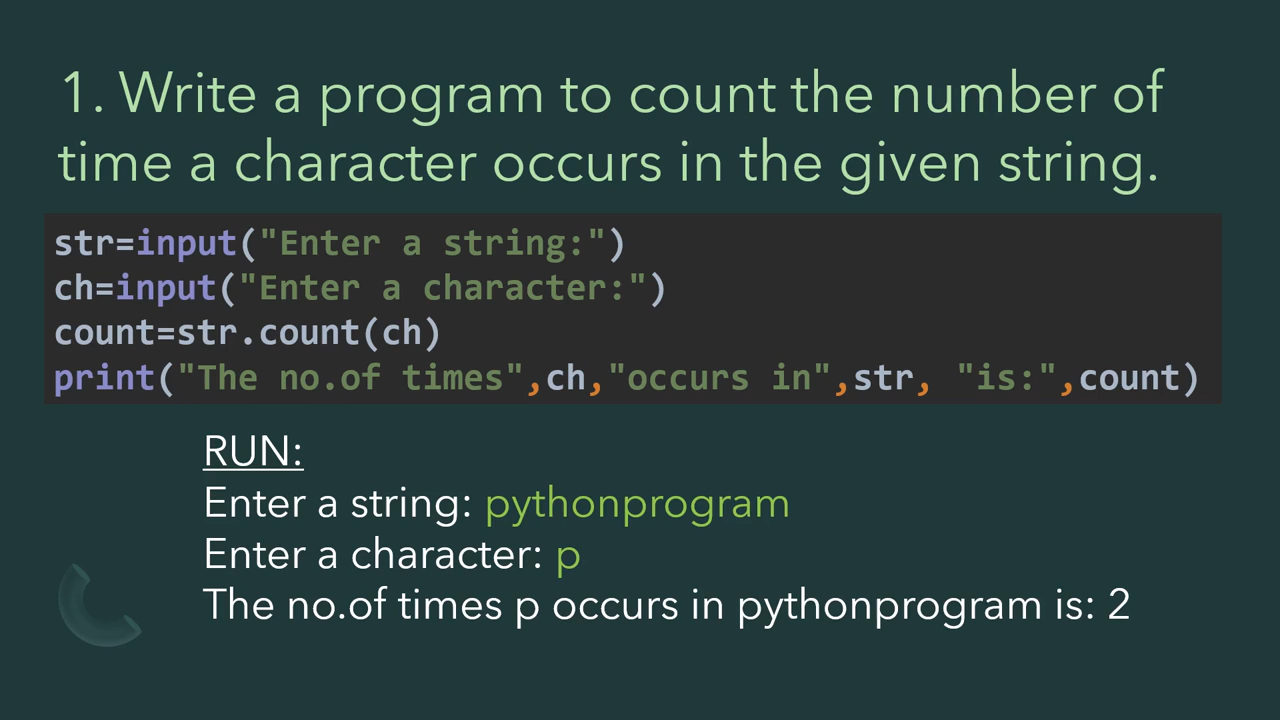 1. Write a program to count the number of
time a character occurs in the given string.
str=input("Enter a string:")
ch=input("Enter a character:")
count=str.count(ch)
print("The no.of times",ch,"occurs in",str, "is:",count)
RUN:
Enter a string: pythonprogram
Enter a character: p
The no.of times p occurs in pythonprogram is: 2